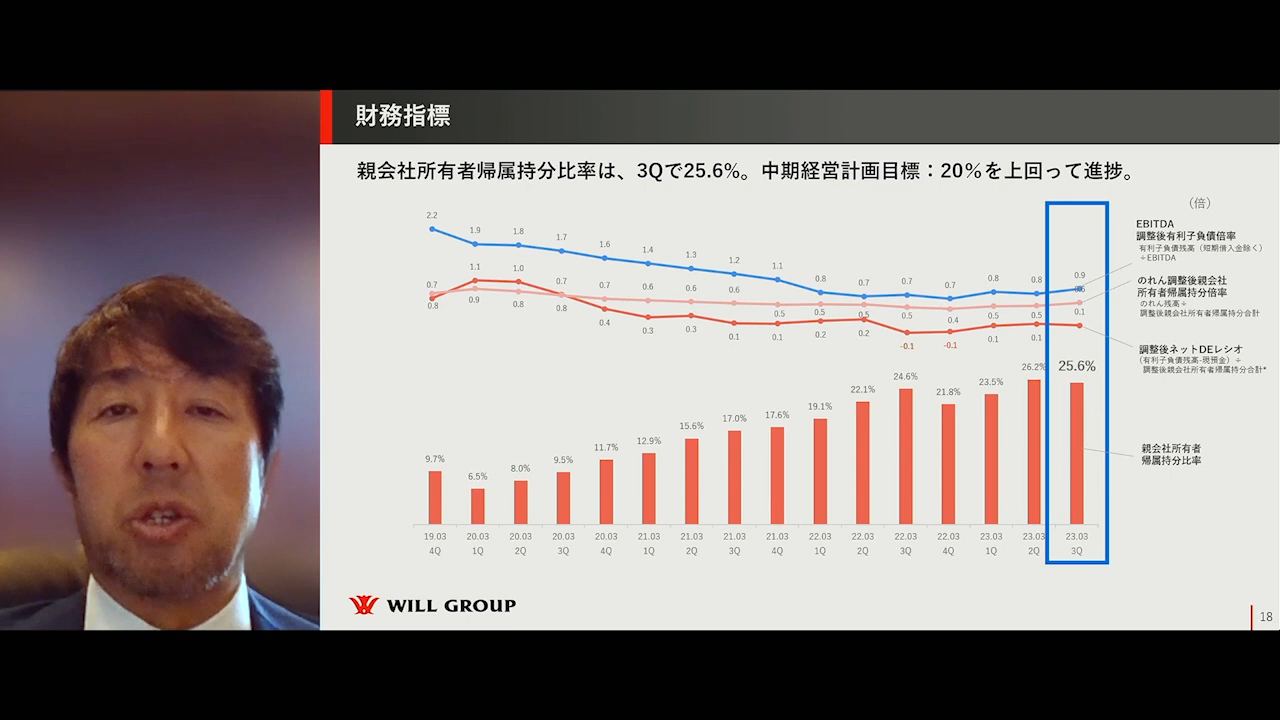 財務指標
親会社所有者帰属持分比率は、3Qで25.6%。中期経営計画目標：20%を上回って進捗。
（倍）
EBITDA
調整後有利子負債倍率
有利子負債残高（短期借入金除く）
÷EBITDA
のれん調整後親会社
所有者帰属持分倍率
のれん残高÷
調整後親会社所有者帰属持分合計
調整後ネットDEレシオ
（有利子負債残高-現預金）÷
調整後親会社所有者帰属持分合計*
親会社所有者
帰属持分比率
2.2 1.9 1.8 1.7 1.6 1.4 1.3 1.2 1.1 0.8 0.7 0.7 0.7 0.8 0.8 0.9
0.7 0.9 0.8 0.7 0.7 0.6 0.6 0.6 0.5 0.5 0.5 0.5 0.4 0.5 0.5 0.6
0.8 1.1 1.0 0.8 0.4 0.3 0.3 0.1 0.1 0.2 0.2 -0.1 -0.1 0.1 0.1 0.1
9.7% 6.5% 8.0% 9.5% 11.7% 12.9% 15.6% 17.0% 17.6% 19.1% 22.1% 24.6% 21.8% 23.5% 26.2% 25.6%
19.03 20.03 20.03 20.03 20.03 21.03 21.03 21.03 21.03 22.03 22.03 22.03 22.03 23.03 23.03 23.03
4Q 1Q 2Q 3Q 4Q 1Q 2Q 3Q 4Q 1Q 2Q 3Q 4Q 1Q 2Q 3Q
WILL GROUP
18